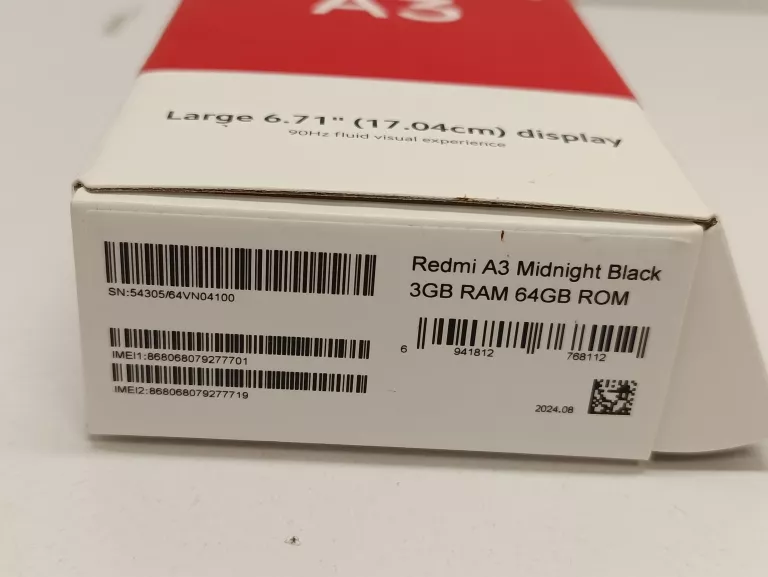 A3
Large 6.71" (17.04cm) display
90Hz fluid visual experience
SN:54305/64VN04100
IMEI1:868068079277701
IMEI2:868068079277719
Redmi A3 Midnight Black
3GB RAM 64GB ROM
6 941812 768112
2024.08